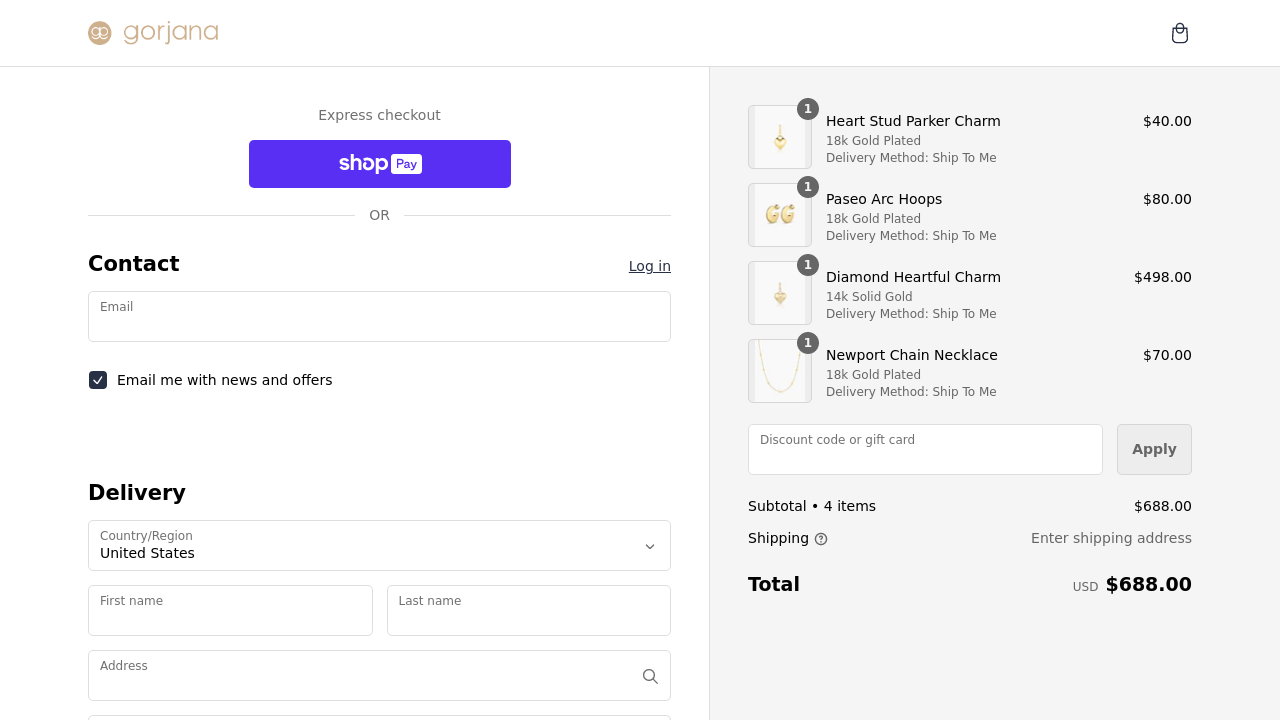 gorjana
Express checkout
shop Pay
OR
Contact
Log in
Email
Email me with news and offers
Delivery
Country/Region
United States
First name
Last name
Address
1
Heart Stud Parker Charm
$40.00
18k Gold Plated
Delivery Method: Ship To Me
1
Paseo Arc Hoops
$80.00
18k Gold Plated
Delivery Method: Ship To Me
1
Diamond Heartful Charm
$498.00
14k Solid Gold
Delivery Method: Ship To Me
1
Newport Chain Necklace
$70.00
18k Gold Plated
Delivery Method: Ship To Me
Discount code or gift card
Apply
Subtotal • 4 items
$688.00
Shipping
Enter shipping address
Total
USD $688.00